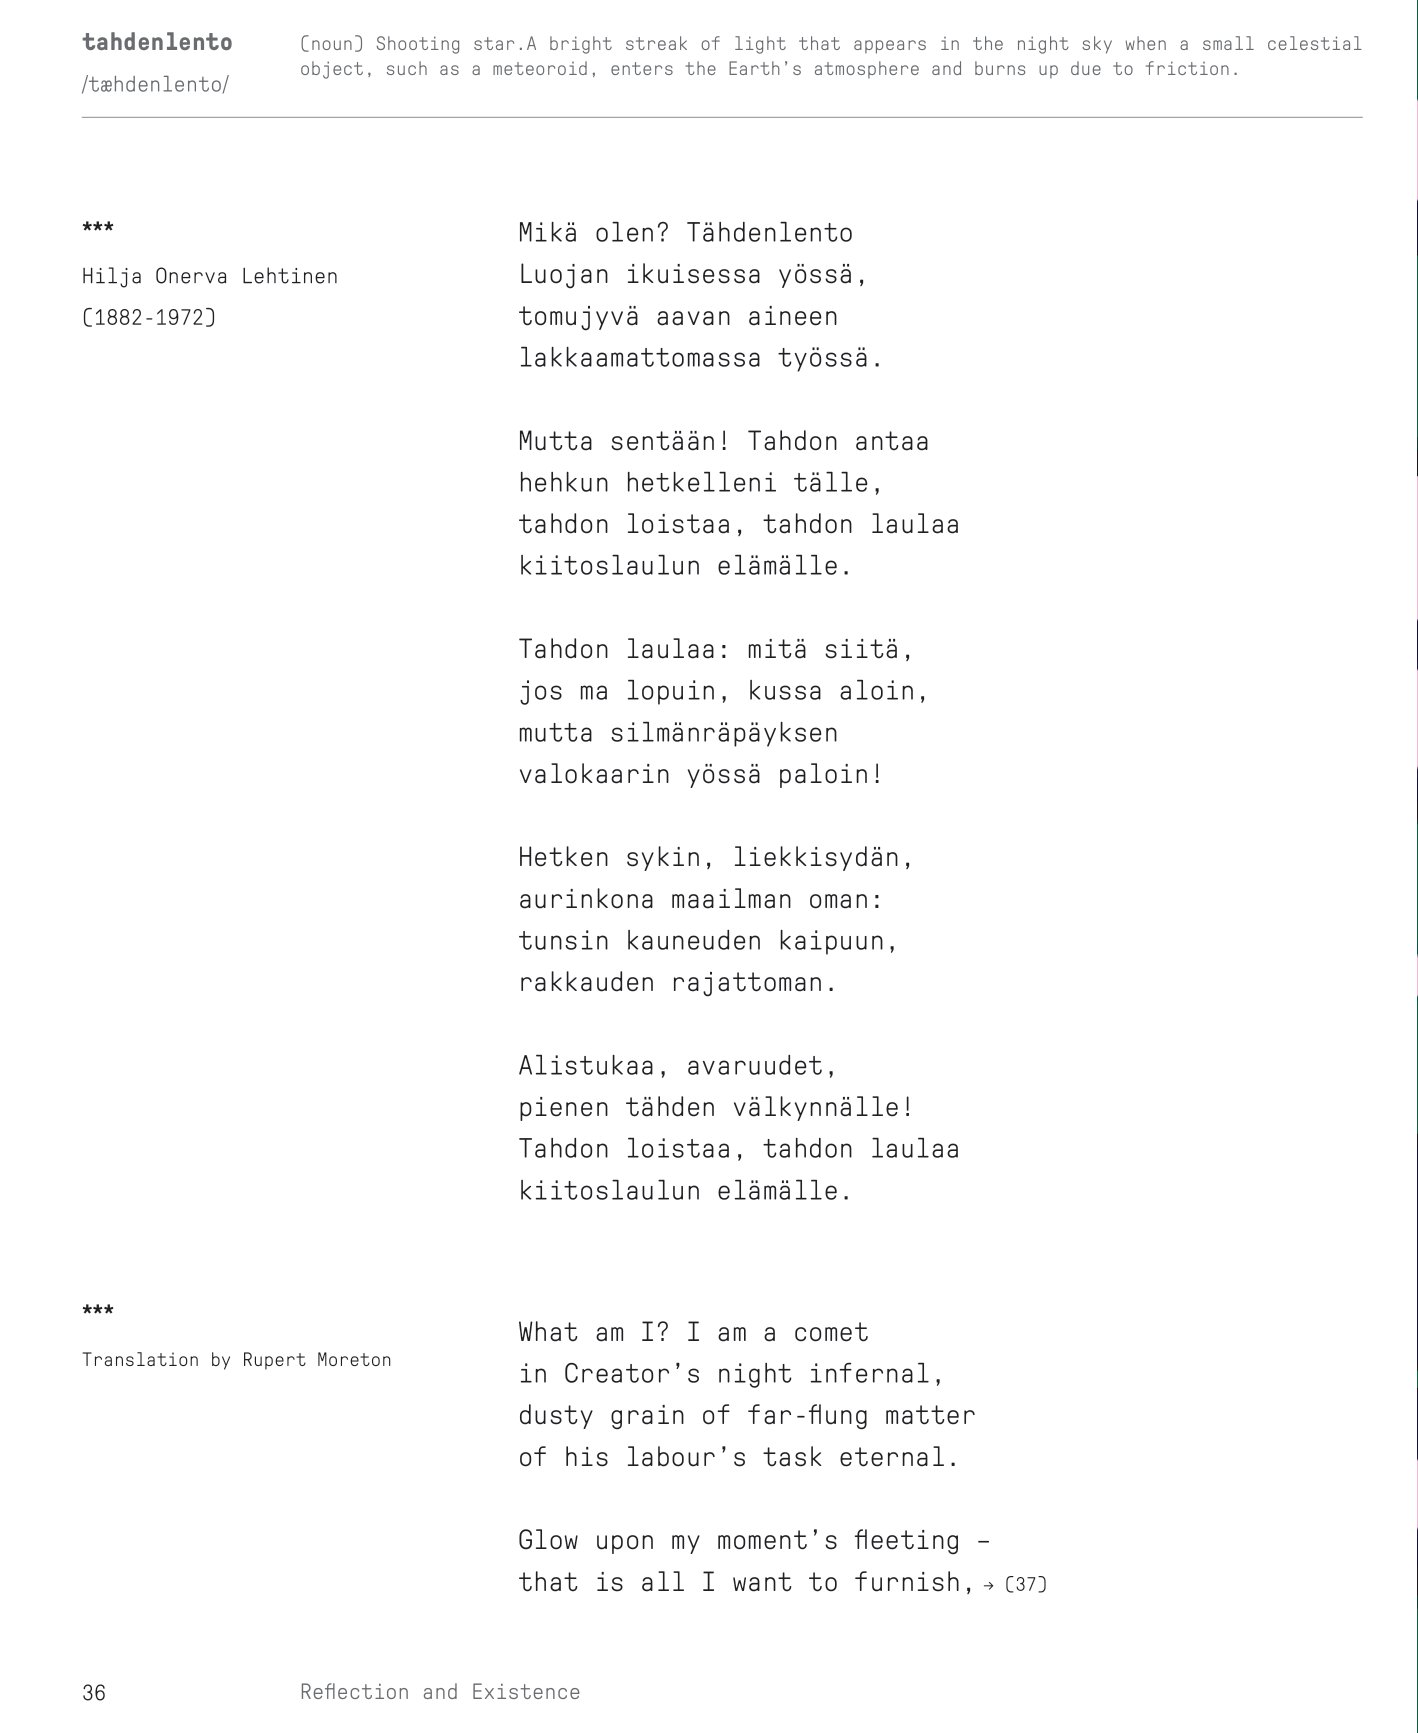 tahdenlento
/tæhdenlento/
(noun) Shooting star.A bright streak of light that appears in the night sky when a small celestial
object, such as a meteoroid, enters the Earth's atmosphere and burns up due to friction.
***
Hilja Onerva Lehtinen
(1882-1972)
Mikä olen? Tähdenlento
Luojan ikuisessa yössä,
tomujyvä aavan aineen
lakkaamattomassa työssä.
Mutta sentään! Tahdon antaa
hehkun hetkelleni tälle,
tahdon loistaa, tahdon laulaa
kiitoslaulun elämälle.
Tahdon laulaa: mitä siitä,
jos ma lopuin, kussa aloin,
mutta silmänräpäyksen
valokaarin yössä paloin!
Hetken sykin, liekkisydän,
aurinkona maailman oman:
tunsin kauneuden kaipuun,
rakkauden rajattoman.
Alistukaa, avaruudet,
pienen tähden välkynnälle!
Tahdon loistaa, tahdon laulaa
kiitoslaulun elämälle.
***
Translation by Rupert Moreton
What am I? I am a comet
in Creator's night infernal,
dusty grain of far-flung matter
of his labour's task eternal.
Glow upon my moment's fleeting –
that is all I want to furnish, → (37)
36
Reflection and Existence